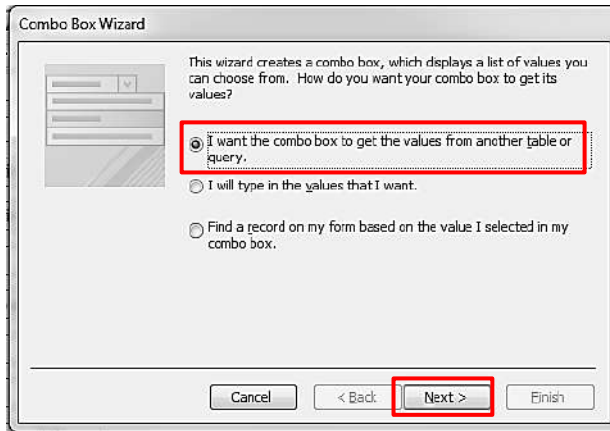 Combo Box Wizard
This wizard creates a combo box, which displays a list of values you
can choose from. How do you want your combo box to get its
values?
I want the combo box to get the values from another table or
query.
I will type in the values that I want.
Find a record on my form based on the value I selected in my
combo box.
Cancel
< Back
Next >
Finish